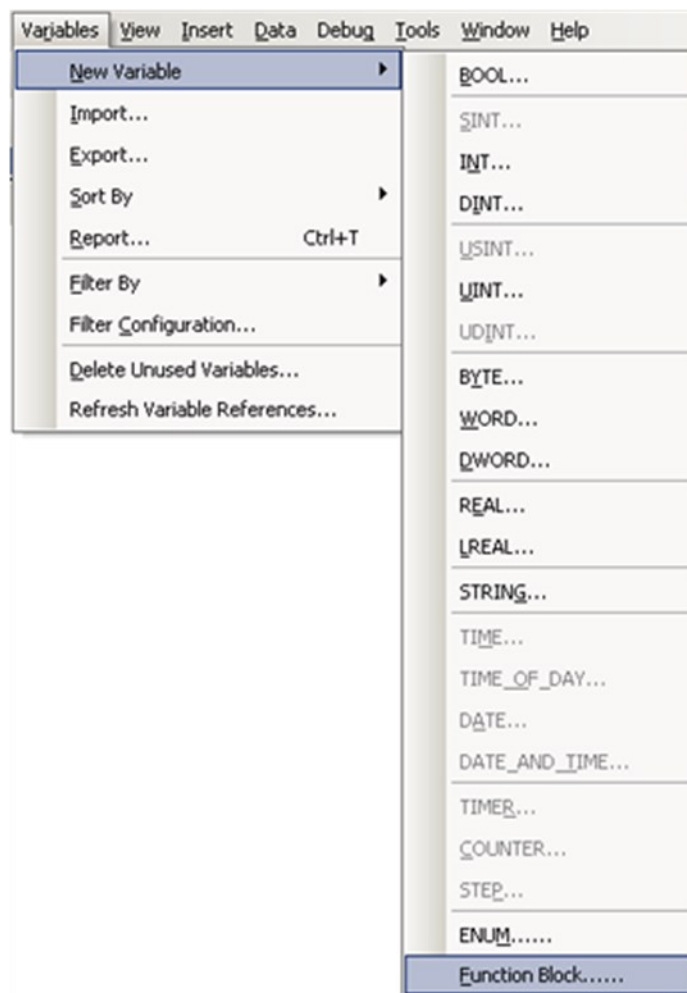 Variables View Insert Data Debug Tools Window Help
New Variable
Import...
Export...
Sort By
Report... Ctrl+T
Filter By
Filter Configuration...
Delete Unused Variables...
Refresh Variable References...
BOOL...
SINT...
INT...
DINT...
USINT...
UINT...
UDINT...
BYTE...
WORD...
DWORD...
REAL...
LREAL...
STRING...
TIME...
TIME_OF_DAY...
DATE...
DATE_AND_TIME...
TIMER...
COUNTER...
STEP...
ENUM......
Function Block......